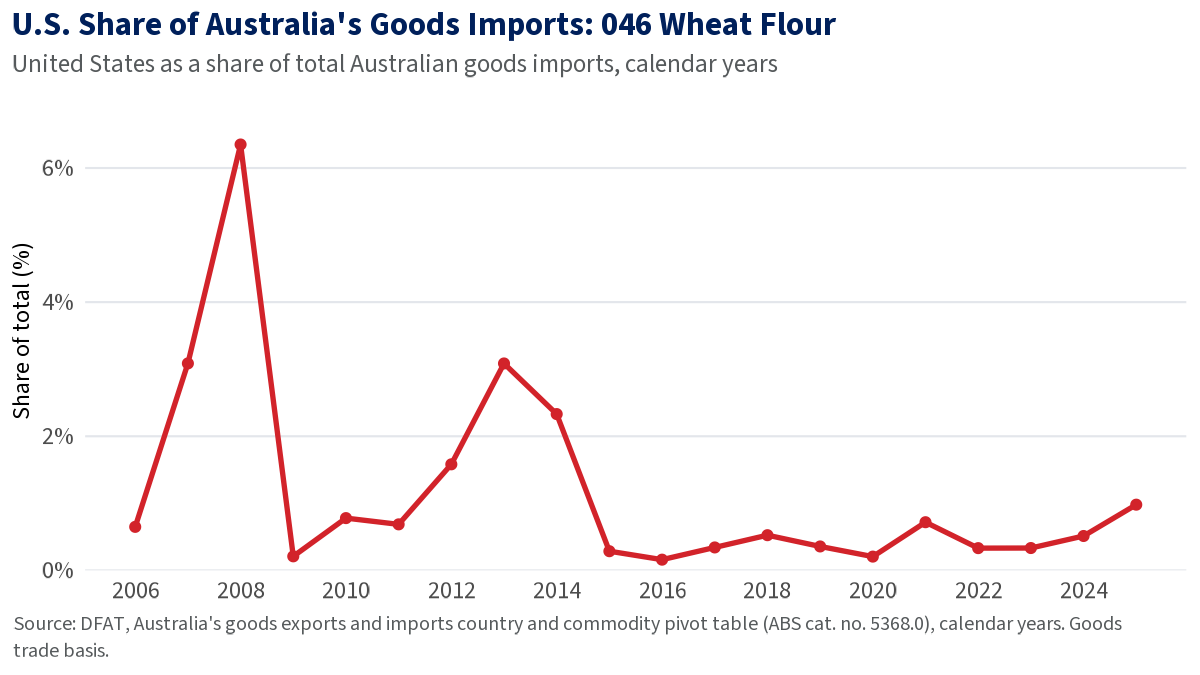 U.S. Share of Australia's Goods Imports: 046 Wheat Flour
United States as a share of total Australian goods imports, calendar years
Share of total (%)
6%
4%
2%
0%
2006 2008 2010 2012 2014 2016 2018 2020 2022 2024
Source: DFAT, Australia's goods exports and imports country and commodity pivot table (ABS cat. no. 5368.0), calendar years. Goods
trade basis.